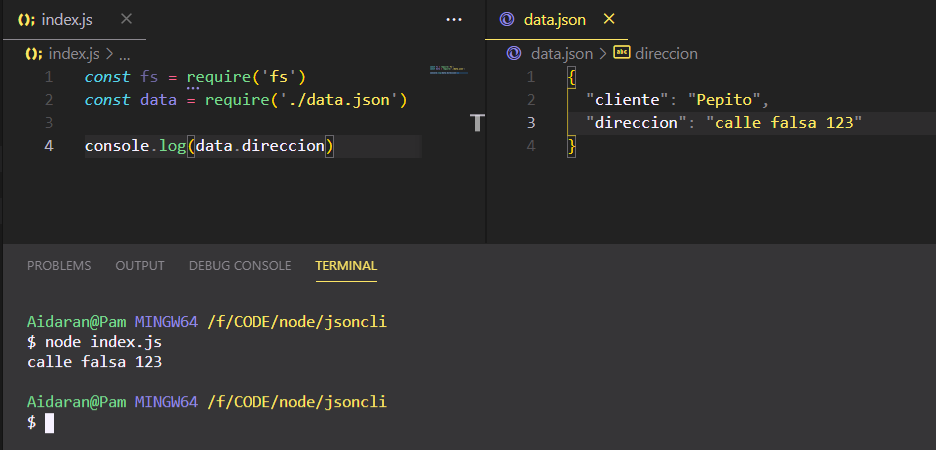 index.js
...
data.json
index.js > ...
1 const fs = require('fs')
2 const data = require('./data.json')
3
4 console.log(data.direccion)
data.json > abc direccion
1 {
2 "cliente": "Pepito",
3 "direccion": "calle falsa 123"
4 }
PROBLEMS OUTPUT DEBUG CONSOLE TERMINAL
Aidaran@Pam MINGW64 /f/CODE/node/jsoncli
$ node index.js
calle falsa 123
Aidaran@Pam MINGW64 /f/CODE/node/jsoncli
$